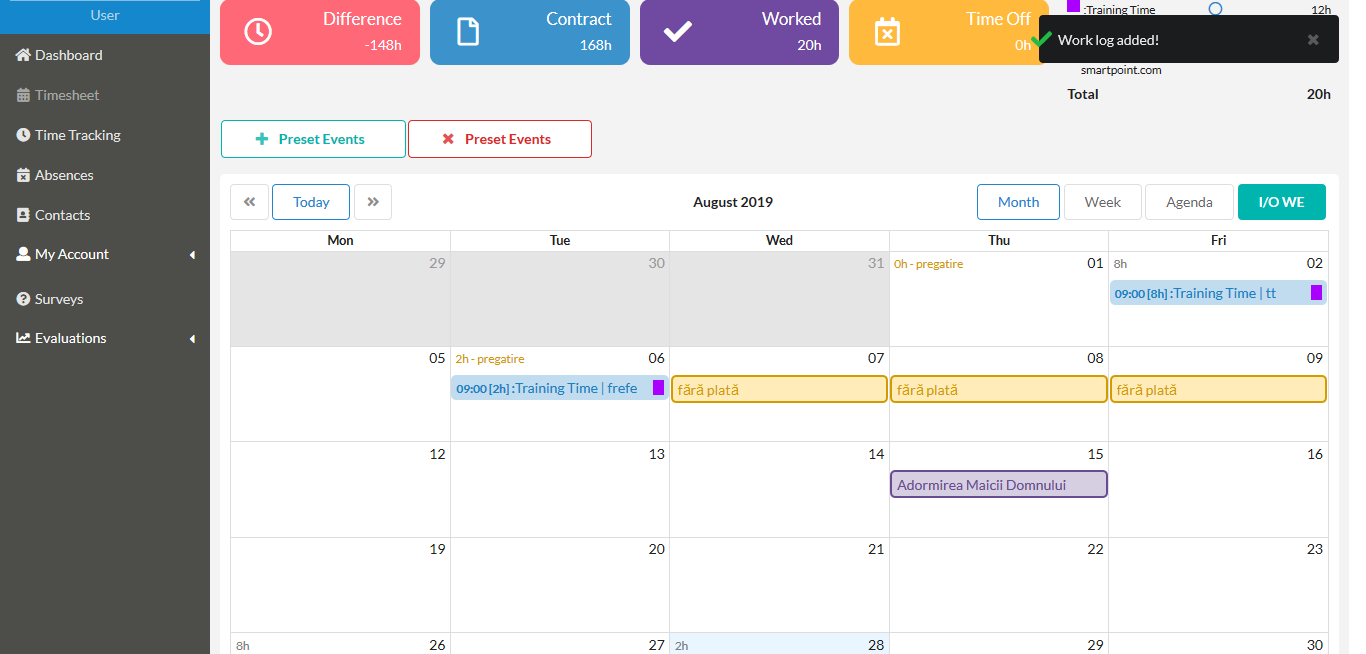 User
Dashboard
Timesheet
Time Tracking
Absences
Contacts
My Account
Surveys
Evaluations
Difference
-148h
Contract
168h
Worked
20h
Time Off
0h
:Training Time
12h
Work log added!
smartpoint.com
Total
20h
Preset Events
Preset Events
Today
August 2019
Month
Week
Agenda
I/O WE
Mon
Tue
Wed
Thu
Fri
29
30
31
0h - pregatire
01
8h
02
09:00 [8h] :Training Time | tt
05
2h - pregatire
06
07
08
09
09:00 [2h] :Training Time | frefe
fără plată
fără plată
fără plată
12
13
14
15
16
Adormirea Maicii Domnului
19
20
21
22
23
8h
26
27
2h
28
29
30